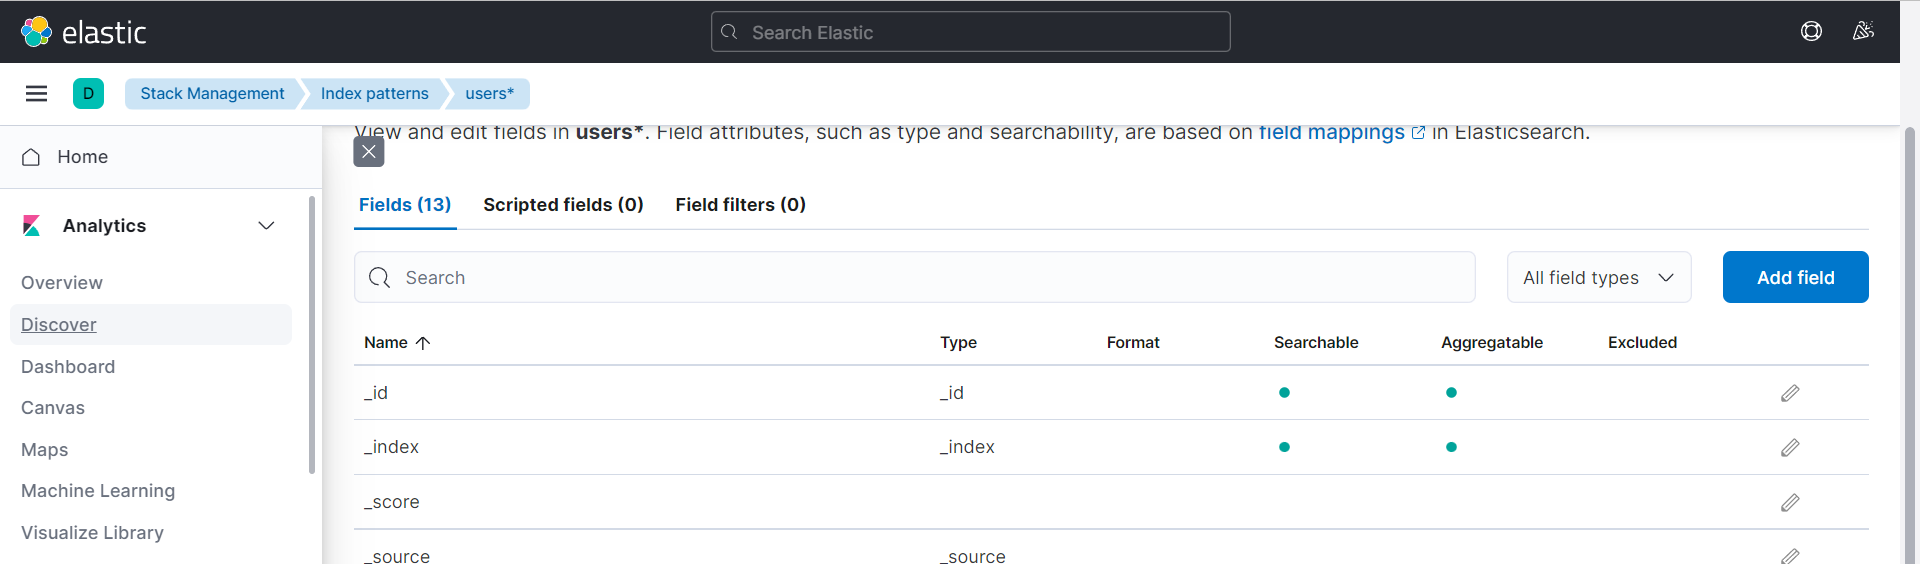 elastic
Search Elastic
D
Stack Management
Index patterns
users*
View and edit fields in users*. Field attributes, such as type and searchability, are based on field mappings in Elasticsearch.
Home
Analytics
Overview
Discover
Dashboard
Canvas
Maps
Machine Learning
Visualize Library
Fields (13) Scripted fields (0) Field filters (0)
Search
All field types
Add field
Name Type Format Searchable Aggregatable Excluded
_id _id
_index _index
_score
_source _source